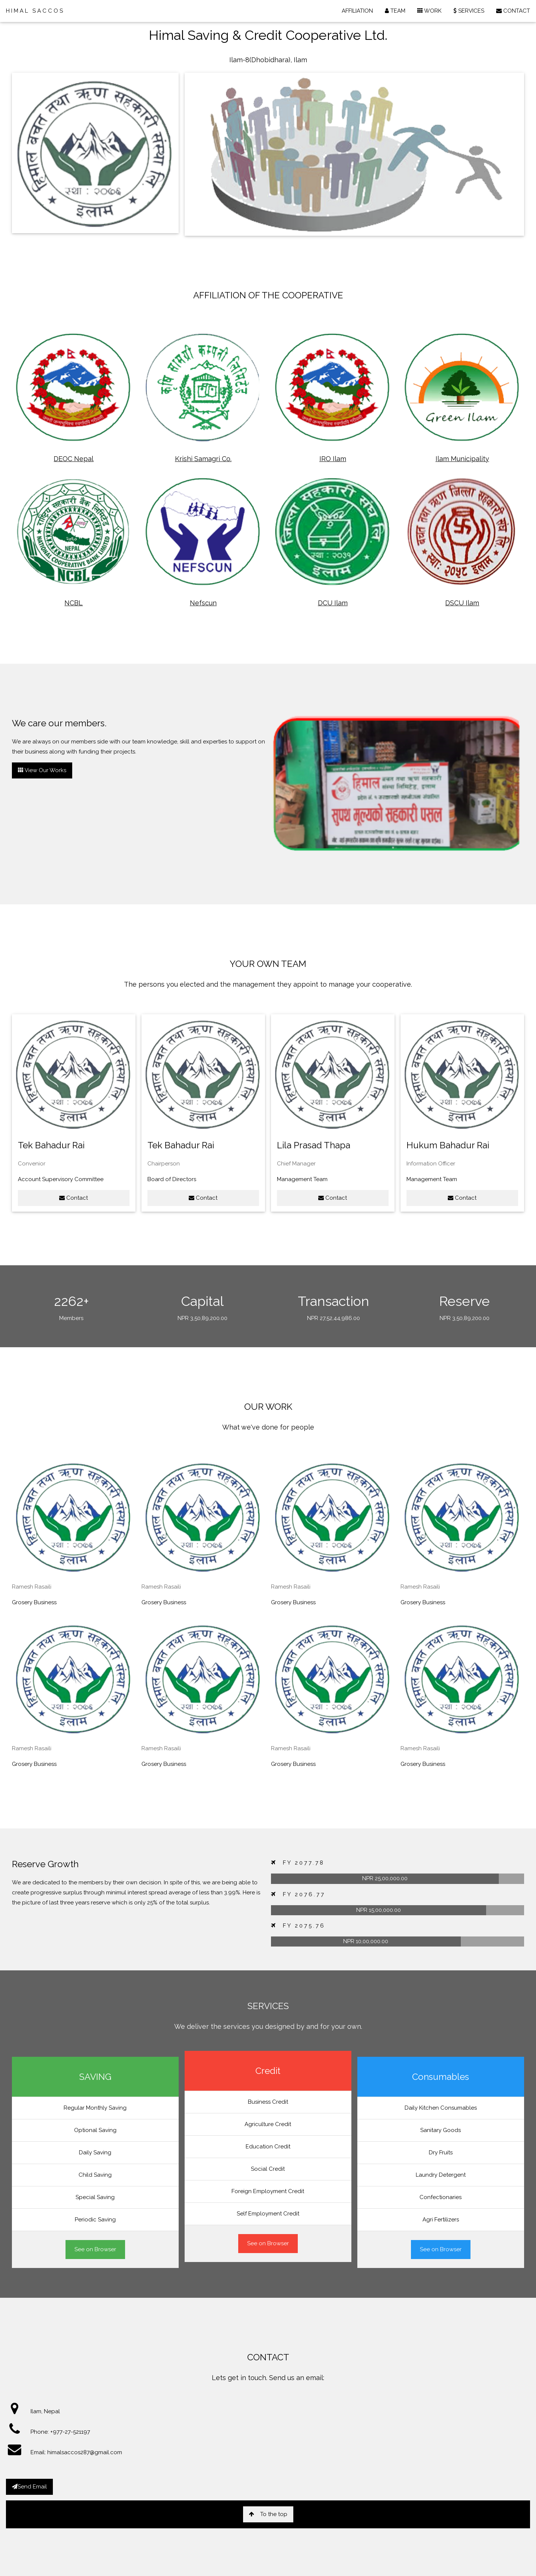 HIMAL SACCOS
AFFILIATION TEAM WORK SERVICES CONTACT
Himal Saving & Credit Cooperative Ltd.
Ilam-8(Dhobidhara), Ilam
हिमाल बचत तथा ऋण सहकारी संस्था लि.
स्था: २०५६
इलाम
AFFILIATION OF THE COOPERATIVE
Green Ilam
DEOC Nepal
Krishi Samagri Co.
IRO Ilam
Ilam Municipality
NCBL
NEFSCUN
NCBL
Nefscun
DCU Ilam
DSCU Ilam
We care our members.
We are always on our members side with our team knowledge, skill and experties to support on
their business along with funding their projects.
View Our Works
हिमाल
सुपथ मूल्यको सहकारी पसल
YOUR OWN TEAM
The persons you elected and the management they appoint to manage your cooperative.
Tek Bahadur Rai
Convenior
Account Supervisory Committee
Contact
Tek Bahadur Rai
Chairperson
Board of Directors
Contact
Lila Prasad Thapa
Chief Manager
Management Team
Contact
Hukum Bahadur Rai
Information Officer
Management Team
Contact
2262+
Members
Capital
NPR 3,50,89,200.00
Transaction
NPR 27,52,44,986.00
Reserve
NPR 3,50,89,200.00
OUR WORK
What we've done for people
Ramesh Rasaili
Grosery Business
Ramesh Rasaili
Grosery Business
Ramesh Rasaili
Grosery Business
Ramesh Rasaili
Grosery Business
Ramesh Rasaili
Grosery Business
Ramesh Rasaili
Grosery Business
Ramesh Rasaili
Grosery Business
Ramesh Rasaili
Grosery Business
Reserve Growth
We are dedicated to the members by their own decision. In spite of this, we are being able to
create progressive surplus through minimul interest spread average of less than 3.99%. Here is
the picture of last three years reserve which is only 25% of the total surplus.
FY 2077.78
NPR 25,00,000.00
FY 2076.77
NPR 15,00,000.00
FY 2075.76
NPR 10,00,000.00
SERVICES
We deliver the services you designed by and for your own.
SAVING
Regular Monthly Saving
Optional Saving
Daily Saving
Child Saving
Special Saving
Periodic Saving
See on Browser
Credit
Business Credit
Agriculture Credit
Education Credit
Social Credit
Foreign Employment Credit
Self Employment Credit
See on Browser
Consumables
Daily Kitchen Consumables
Sanitary Goods
Dry Fruits
Laundry Detergent
Confectionaries
Agri Fertilizers
See on Browser
CONTACT
Lets get in touch. Send us an email:
Ilam, Nepal
Phone: +977-27-521197
Email: himalsaccos287@gmail.com
Send Email
To the top